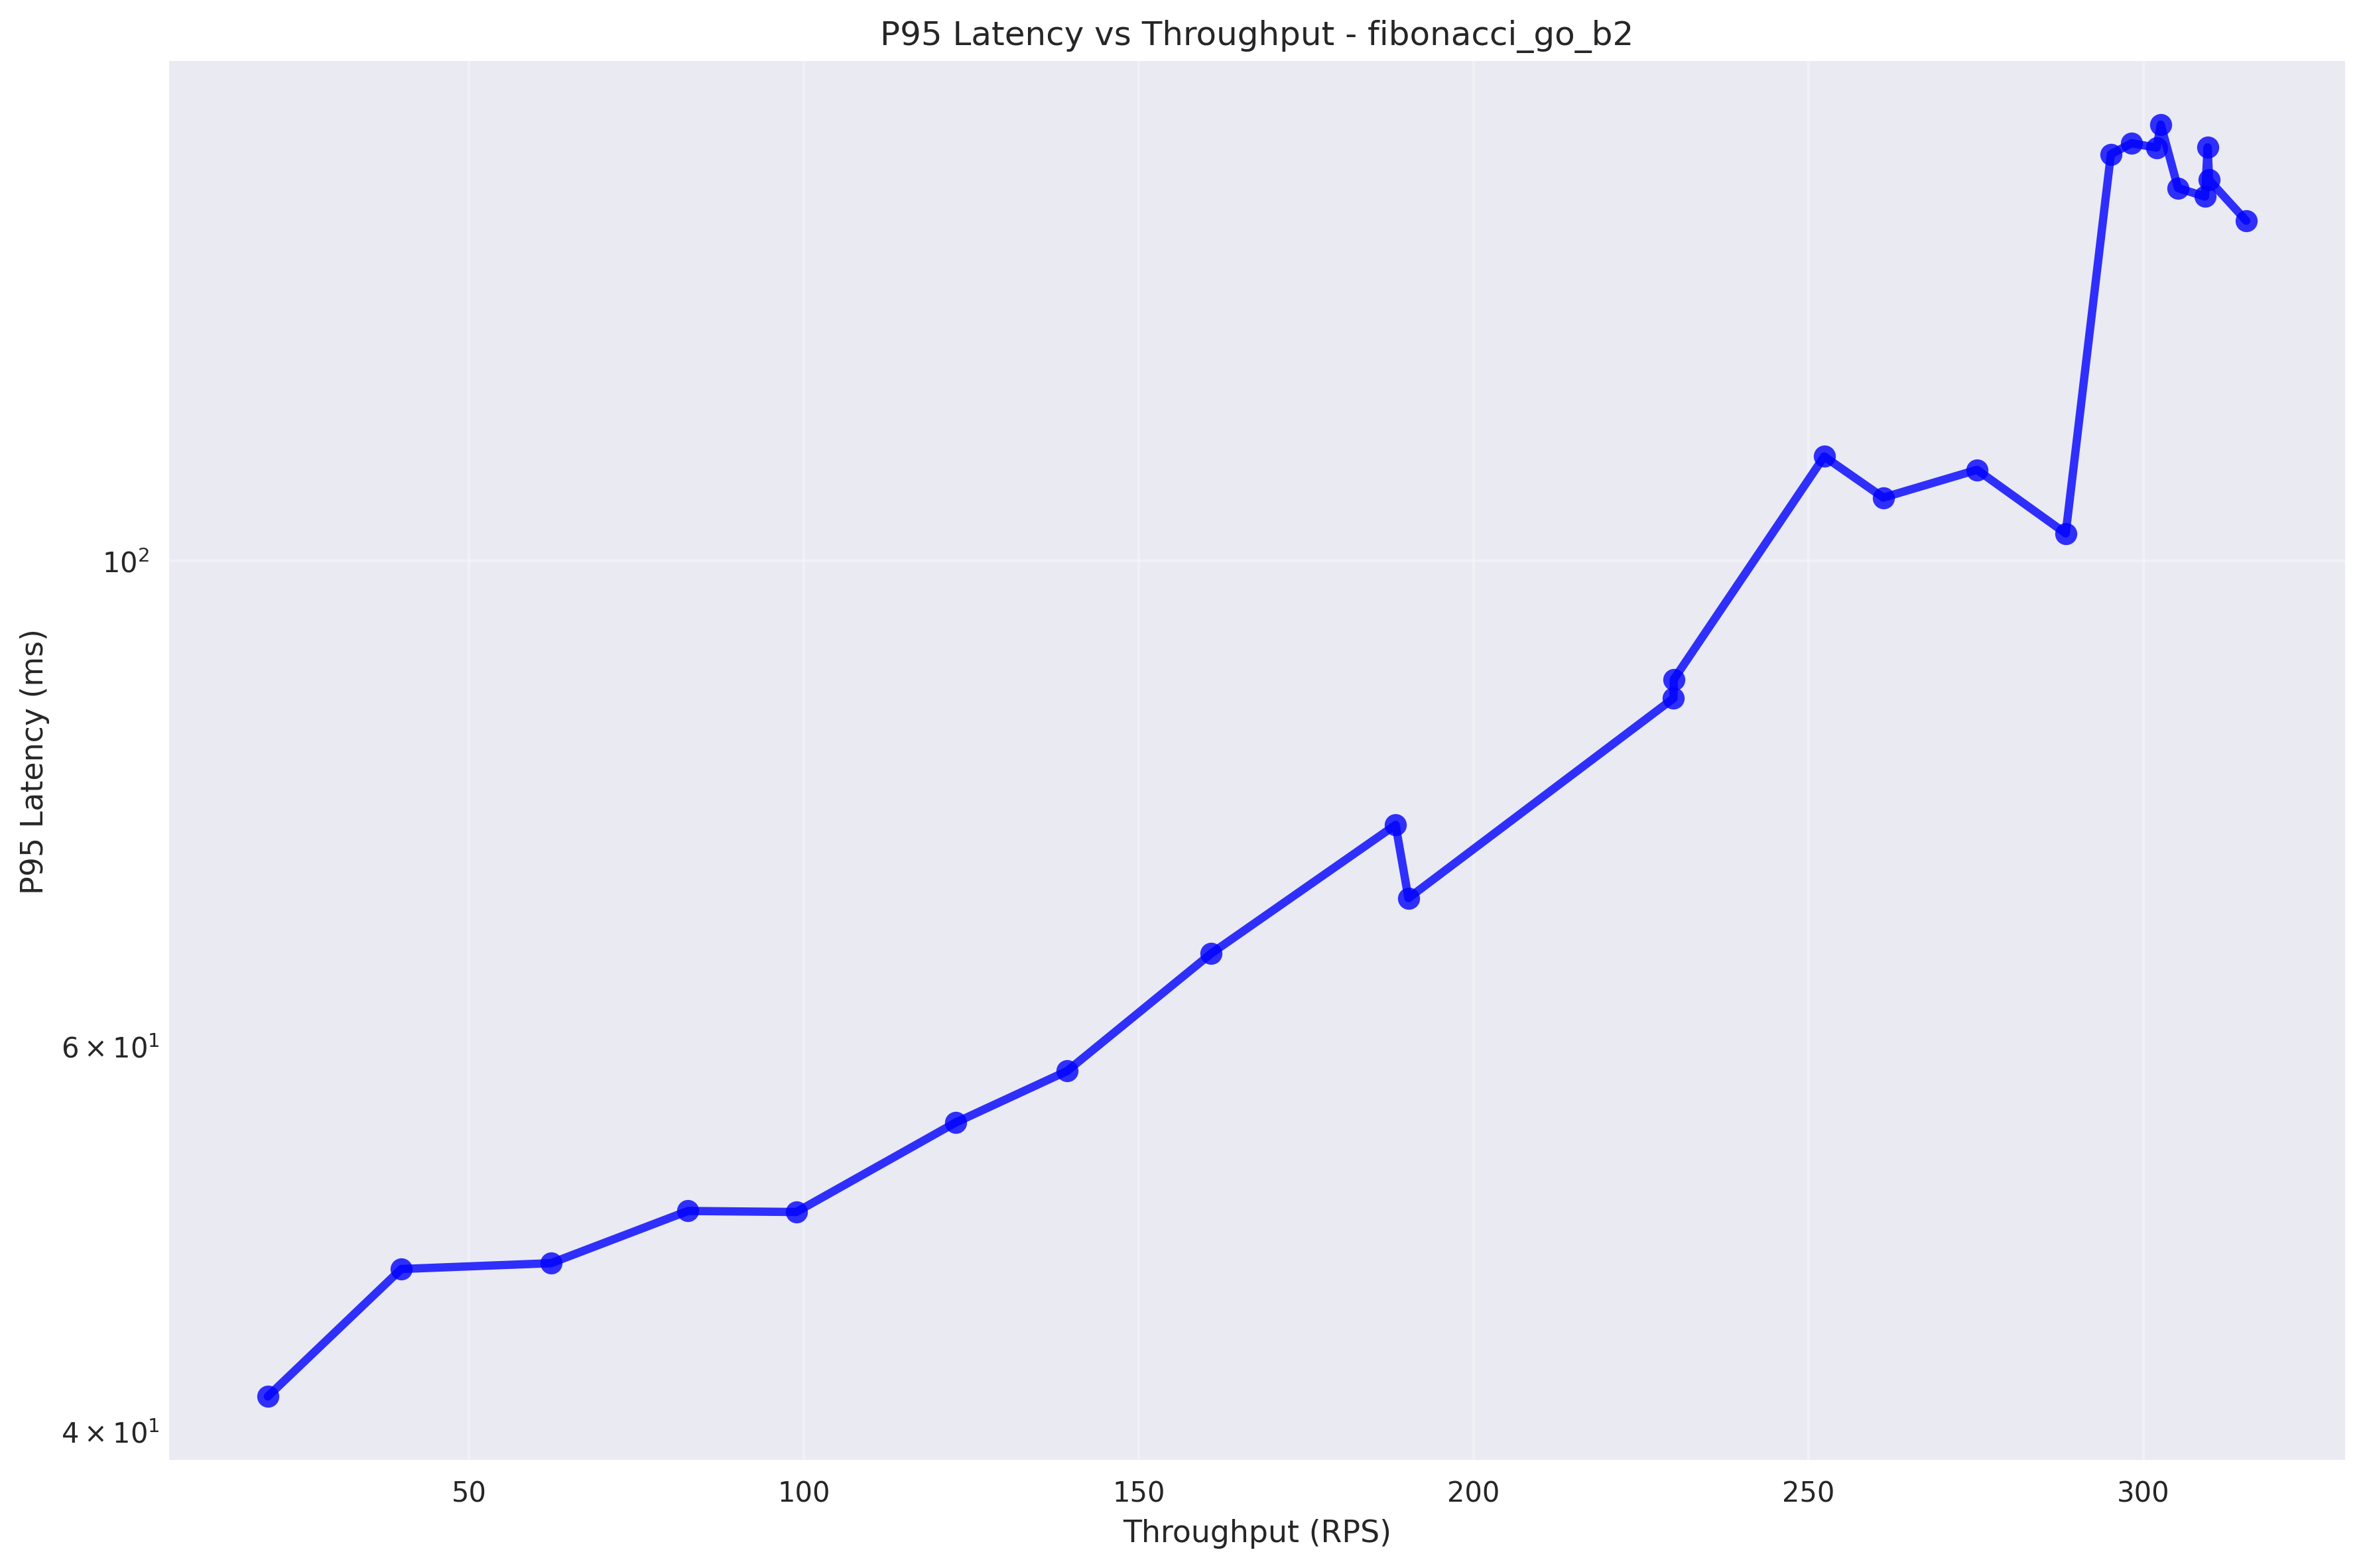 P95 Latency vs Throughput - fibonacci_go_b2
P95 Latency (ms)
10²
6 × 10¹
4 × 10¹
50 100 150 200 250 300
Throughput (RPS)